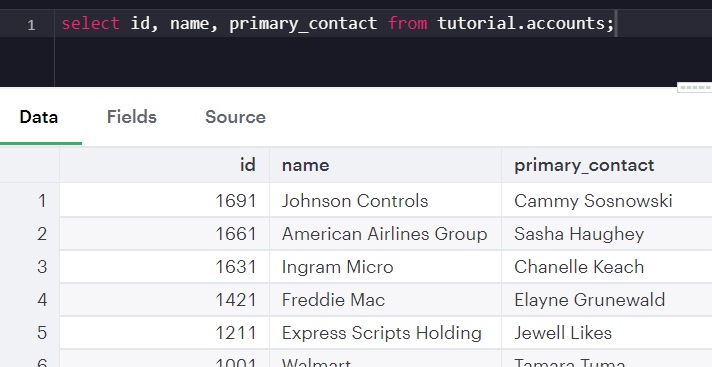 1 select id, name, primary_contact from tutorial.accounts;
Data Fields Source
id name primary_contact
1 1691 Johnson Controls Cammy Sosnowski
2 1661 American Airlines Group Sasha Haughey
3 1631 Ingram Micro Chanelle Keach
4 1421 Freddie Mac Elayne Grunewald
5 1211 Express Scripts Holding Jewell Likes
6 1001 Walmart Tamara Tuma